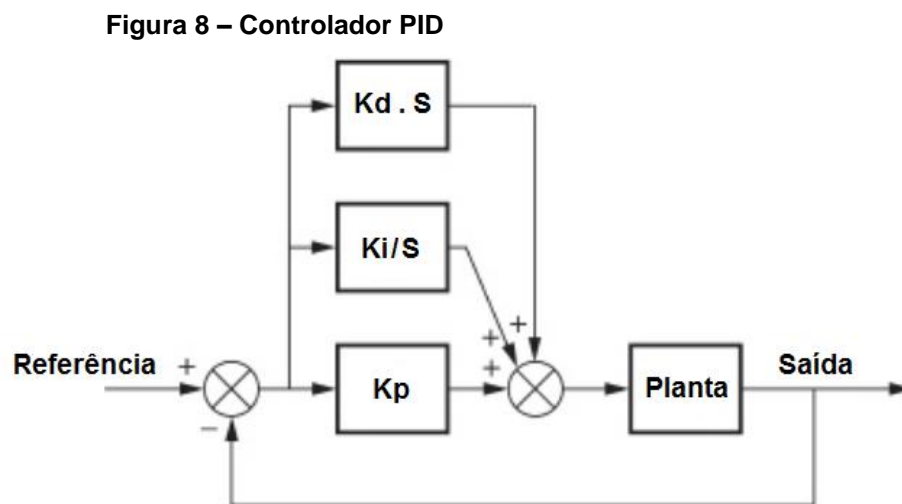 Figura 8 – Controlador PID
Kd . S
Ki/S
Referência
+
−
Kp
+
+
+
Planta
Saída